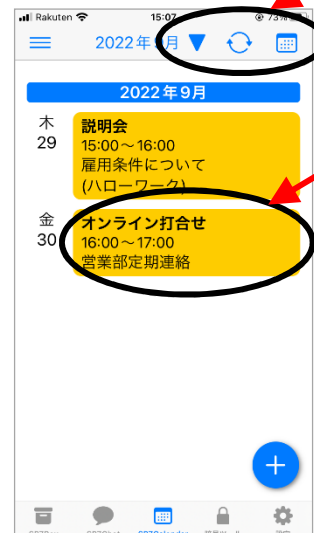 Rakuten 15:07 73%
2022年9月
2022年9月
木
29
説明会
15:00～16:00
雇用条件について
(ハローワーク)
金
30
オンライン打合せ
16:00～17:00
営業部定期連絡